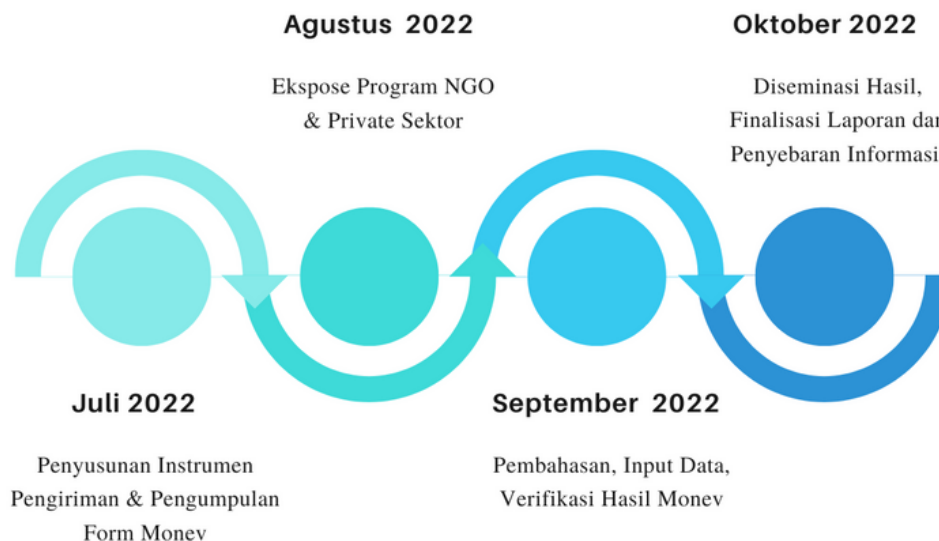 Agustus 2022
Ekspose Program NGO
& Private Sektor
Oktober 2022
Diseminasi Hasil,
Finalisasi Laporan dan
Penyebaran Informasi
Juli 2022
Penyusunan Instrumen
Pengiriman & Pengumpulan
Form Monev
September 2022
Pembahasan, Input Data,
Verifikasi Hasil Monev